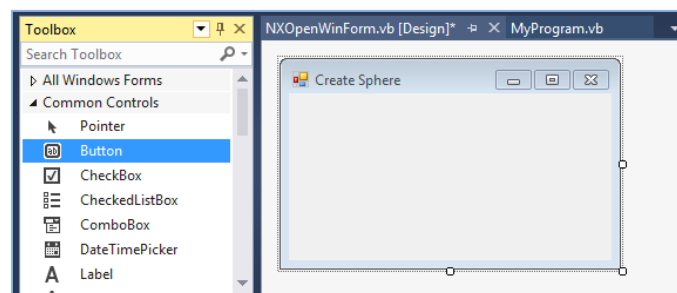 Toolbox
NXOpenWinForm.vb [Design]* MyProgram.vb
Search Toolbox
All Windows Forms
Common Controls
Pointer
Button
CheckBox
CheckedListBox
ComboBox
DateTimePicker
A Label
Create Sphere